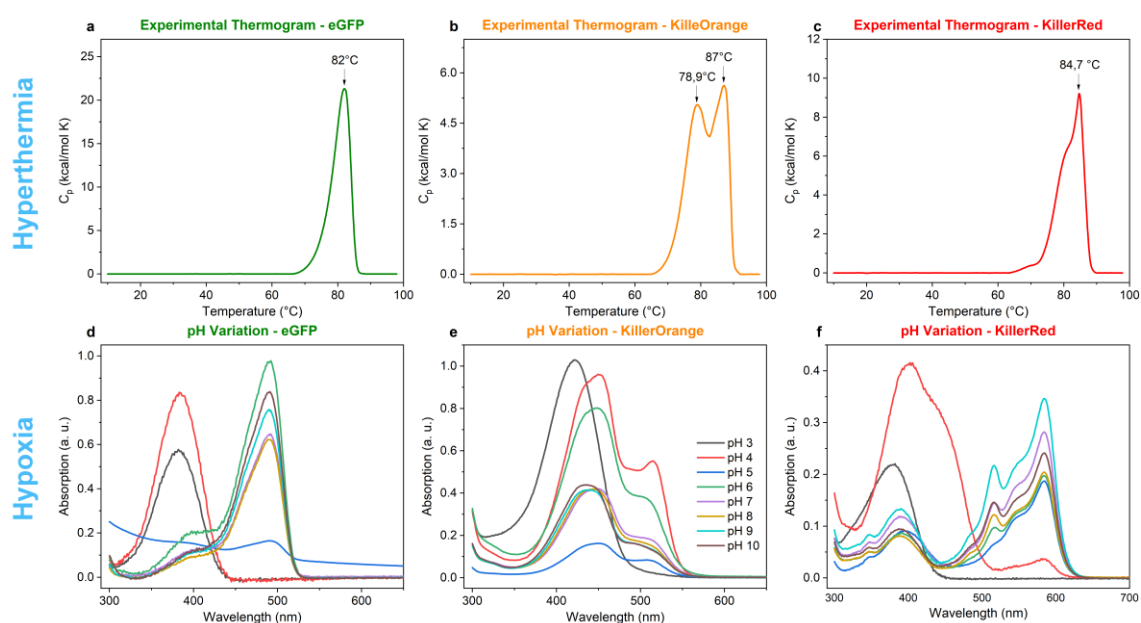 Hyperthermia
a Experimental Thermogram - eGFP
82°C
C_p (kcal/mol K)
25
20
15
10
5
0
20 40 60 80 100
Temperature (°C)
b Experimental Thermogram - KilleOrange
78,9°C
87°C
C_p (kcal/mol K)
6.0
4.5
3.0
1.5
0.0
20 40 60 80 100
Temperature (°C)
c Experimental Thermogram - KillerRed
84,7 °C
C_p (kcal/mol K)
12
10
8
6
4
2
0
20 40 60 80 100
Temperature (°C)
Hypoxia
d pH Variation - eGFP
Absorption (a. u.)
1.0
0.8
0.6
0.4
0.2
0.0
300 400 500 600
Wavelength (nm)
e pH Variation - KillerOrange
Absorption (a. u.)
1.0
0.8
0.6
0.4
0.2
0.0
pH 3
pH 4
pH 5
pH 6
pH 7
pH 8
pH 9
pH 10
300 400 500 600
Wavelength (nm)
f pH Variation - KillerRed
Absorption (a. u.)
0.4
0.3
0.2
0.1
0.0
300 400 500 600 700
Wavelength (nm)